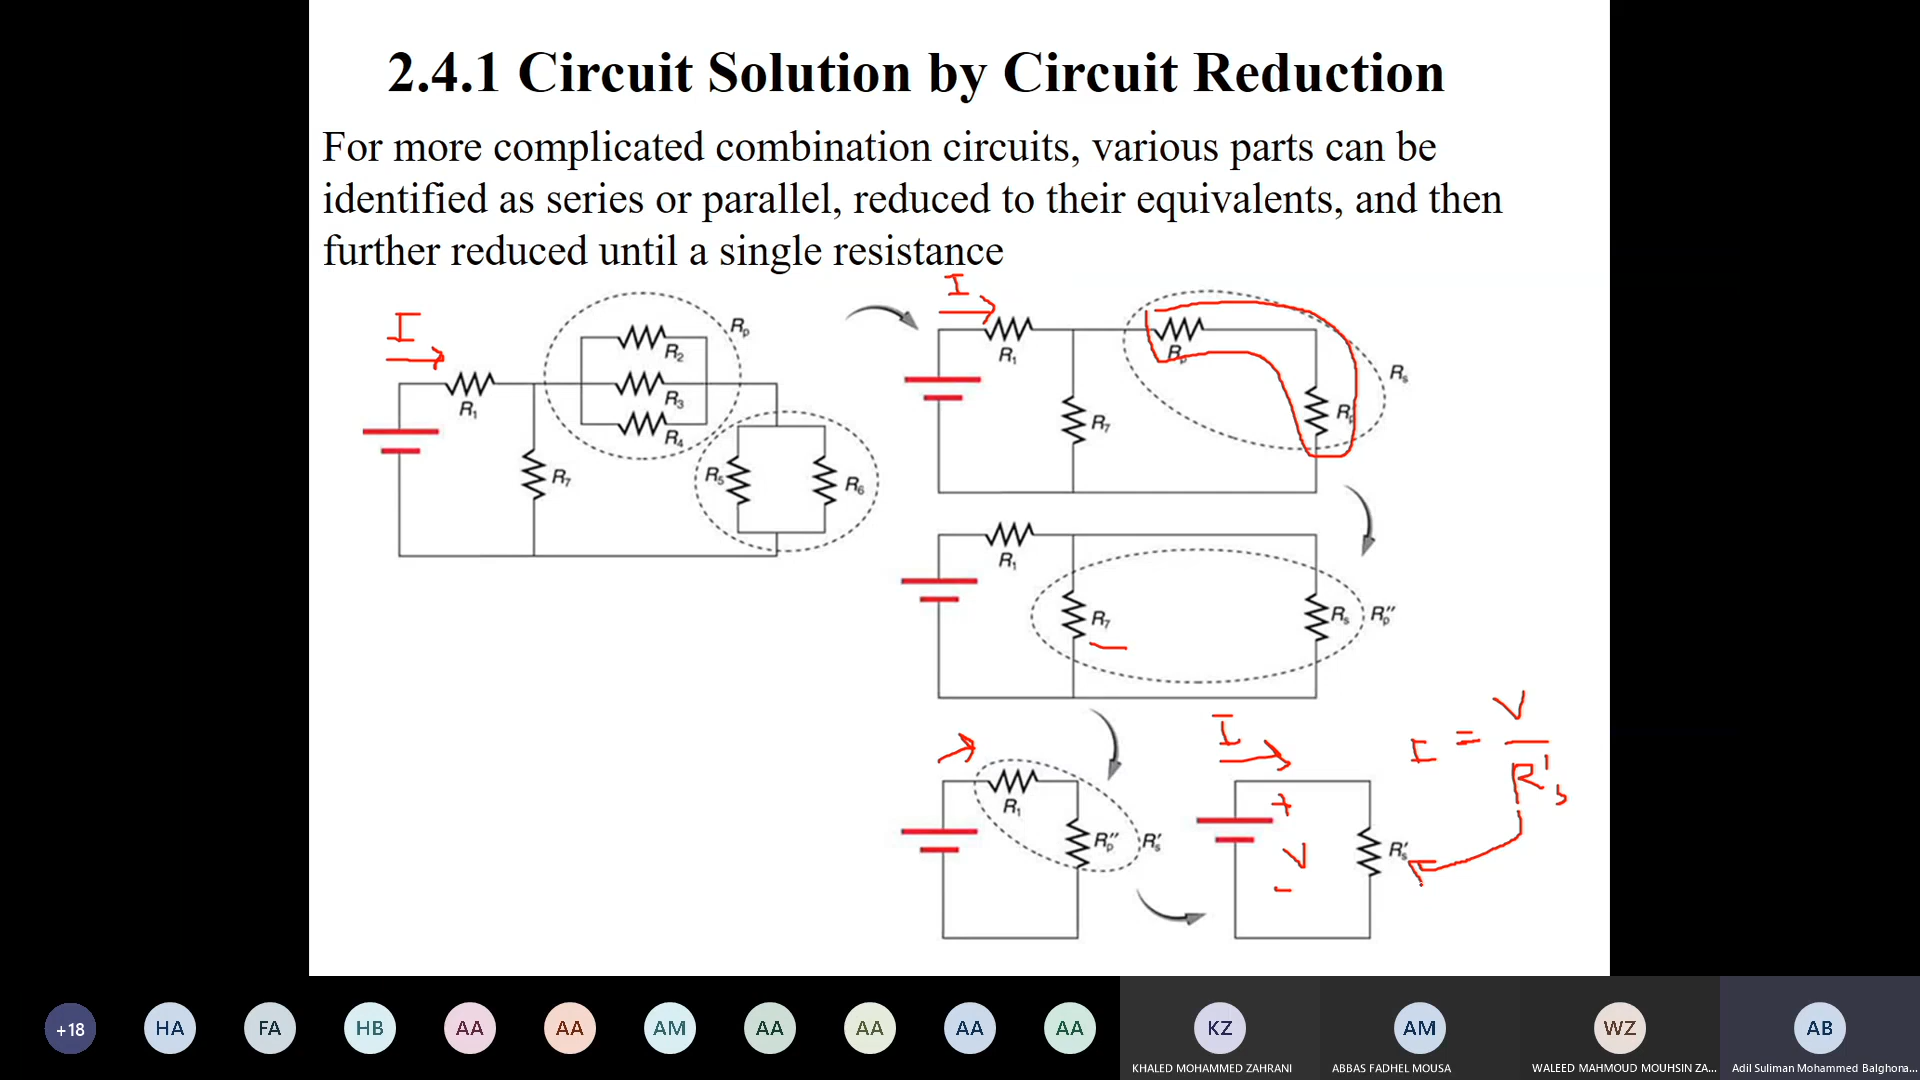 2.4.1 Circuit Solution by Circuit Reduction
For more complicated combination circuits, various parts can be
identified as series or parallel, reduced to their equivalents, and then
further reduced until a single resistance
I
R1
R2
R3
R4
Rp
R5
R6
R7
I
R1
Rp
Rs
R7
R1
R7
Rs
Rp''
R1
Rp''
Rs'
I
+
V
-
Rs'
I = V
R's
+18
HA
FA
HB
AA
AA
AM
AA
AA
AA
AA
KZ
AM
WZ
AB
KHALED MOHAMMED ZAHRANI
ABBAS FADHEL MOUSA
WALEED MAHMOUD MOUHSIN ZA...
Adil Suliman Mohammed Balghona...